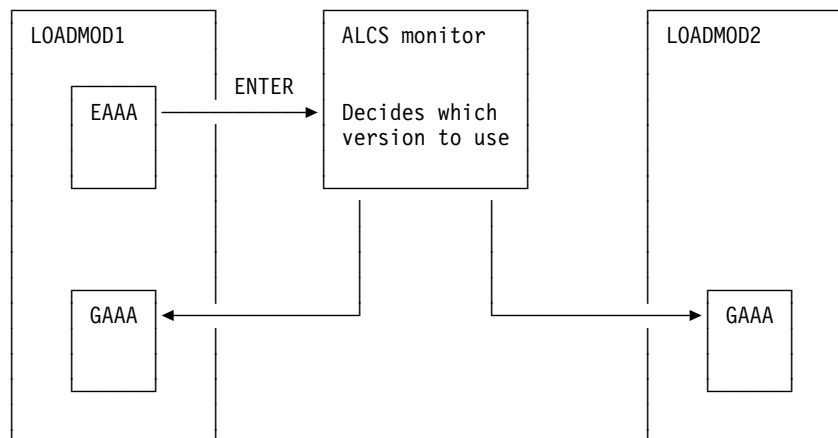 LOADMOD1
ALCS monitor
LOADMOD2
ENTER
EAAA
Decides which
version to use
GAAA
GAAA